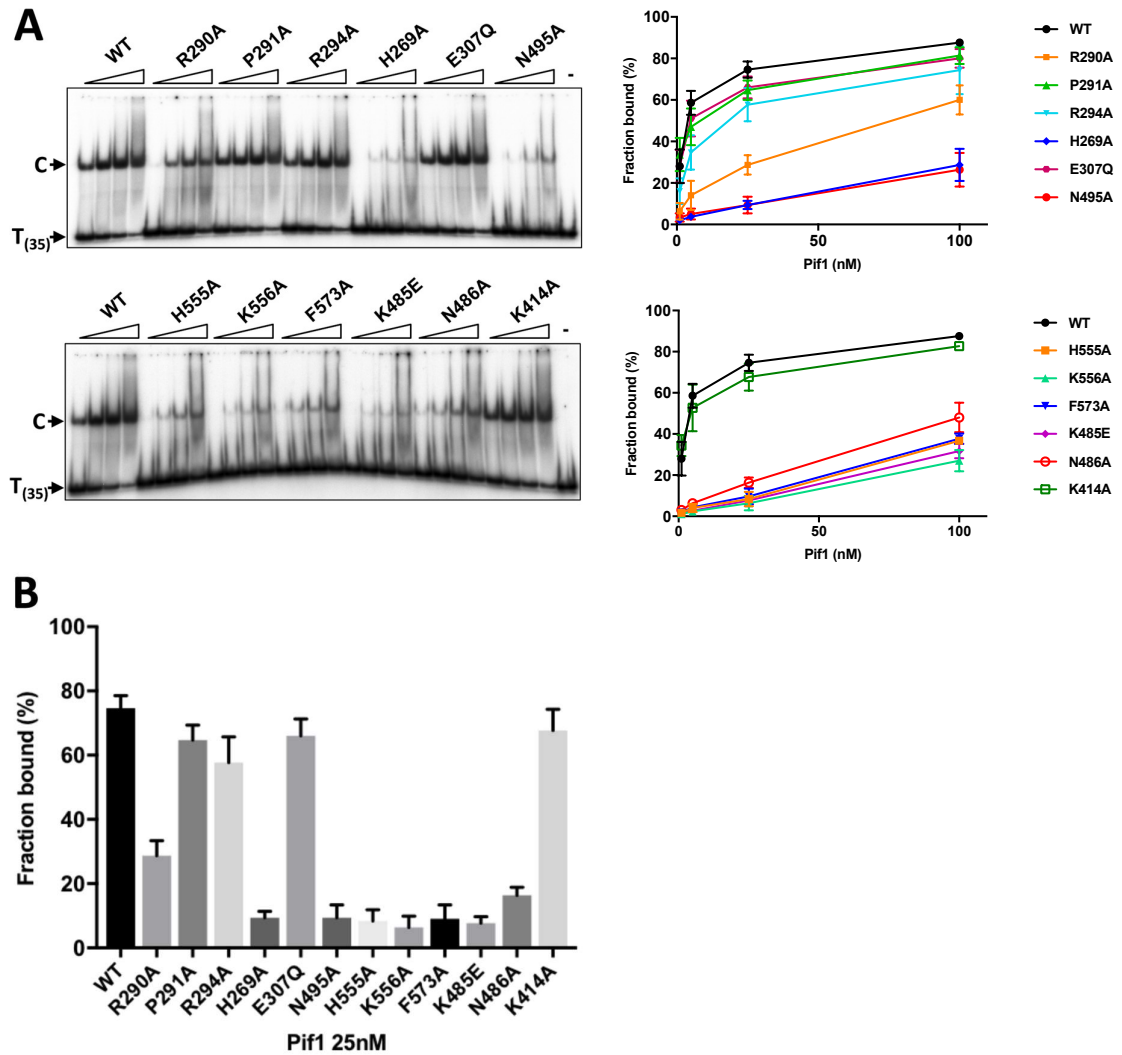 A
WT R290A P291A R294A H269A E307Q N495A -
C
T(35)
100
80
60
40
20
0
Fraction bound (%)
0 50 100
Pif1 (nM)
WT
R290A
P291A
R294A
H269A
E307Q
N495A
WT H555A K556A F573A K485E N486A K414A -
C
T(35)
100
80
60
40
20
0
Fraction bound (%)
0 50 100
Pif1 (nM)
WT
H555A
K556A
F573A
K485E
N486A
K414A
B
100
80
60
40
20
0
Fraction bound (%)
WT R290A P291A R294A H269A E307Q N495A H555A K556A F573A K485E N486A K414A
Pif1 25nM